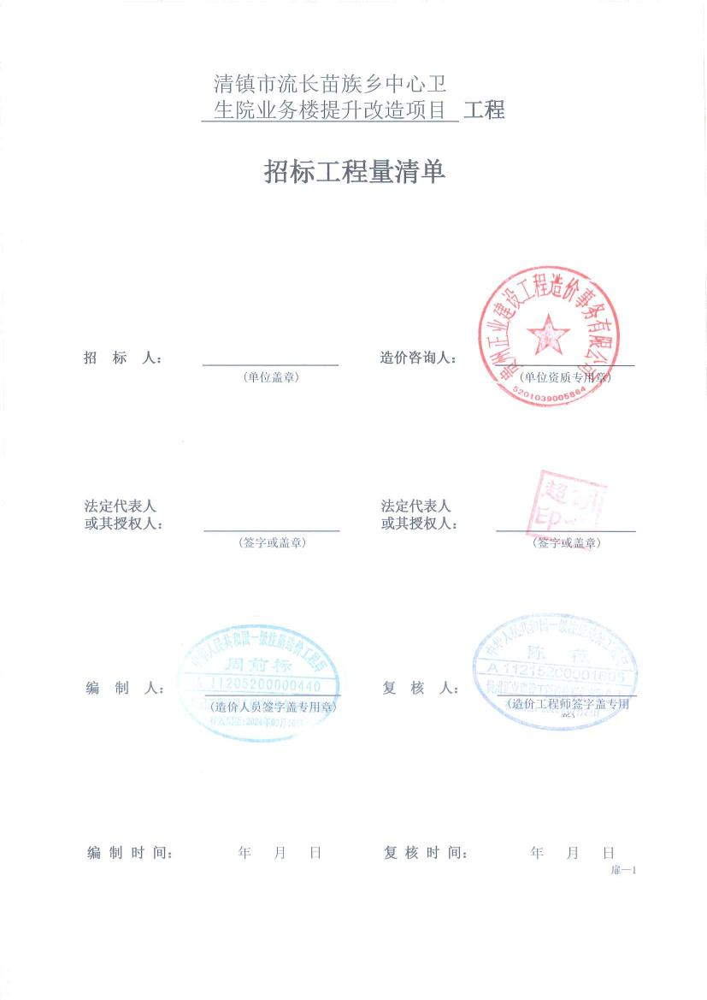 清镇市流长苗族乡中心卫
生院业务楼提升改造项目 工程
招标工程量清单
贵州正业建设工程造价事务有限公司
5201039005884
招 标 人：
(单位盖章)
造价咨询人：
(单位资质专用章)
法定代表人
或其授权人：
(签字或盖章)
法定代表人
或其授权人：
(签字或盖章)
超
印
中华人民共和国一级注册造价工程师
周前标
A 11205200000440
有效期至:2024年09月16日
编 制 人：
(造价人员签字盖专用章)
中华人民共和国一级注册造价工程师
陈
A 11215200001605
复 核 人：
(造价工程师签字盖专用
编 制 时 间： 年 月 日
复 核 时 间： 年 月 日
扉—1